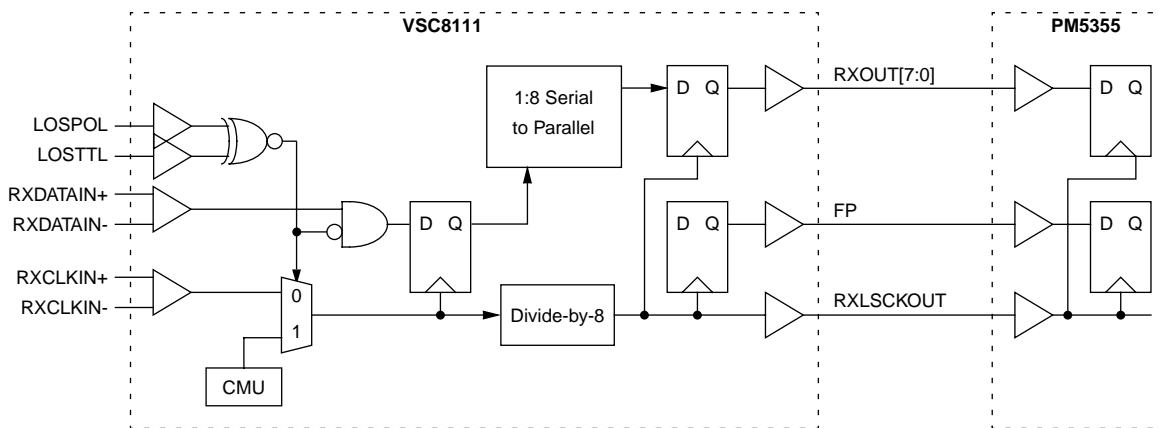 VSC8111
PM5355
LOSPOL
LOSTTL
RXDATAIN+
RXDATAIN-
RXCLKIN+
RXCLKIN-
0
1
CMU
D Q
1:8 Serial
to Parallel
Divide-by-8
D Q
D Q
RXOUT[7:0]
FP
RXLSCKOUT
D Q
D Q